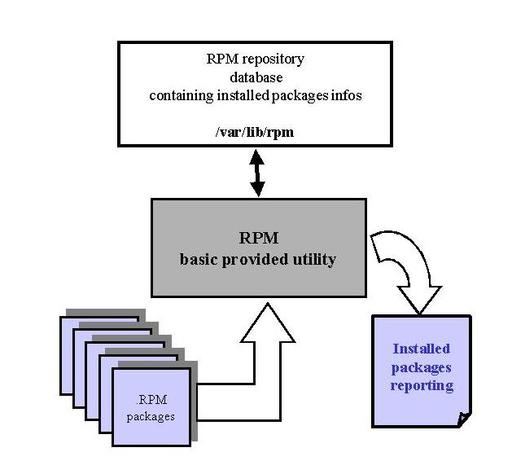 RPM repository
database
containing installed packages infos
/var/lib/rpm
RPM
basic provided utility
Installed
packages
reporting
.RPM
packages